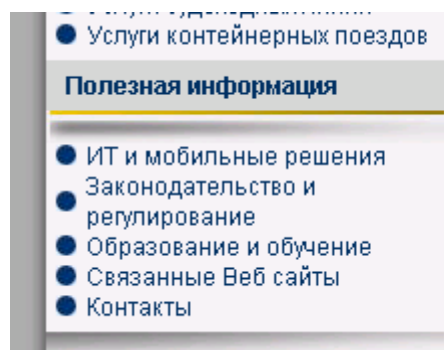 Услуги контейнерных поездов
Полезная информация
ИТ и мобильные решения
Законодательство и
регулирование
Образование и обучение
Связанные Веб сайты
Контакты